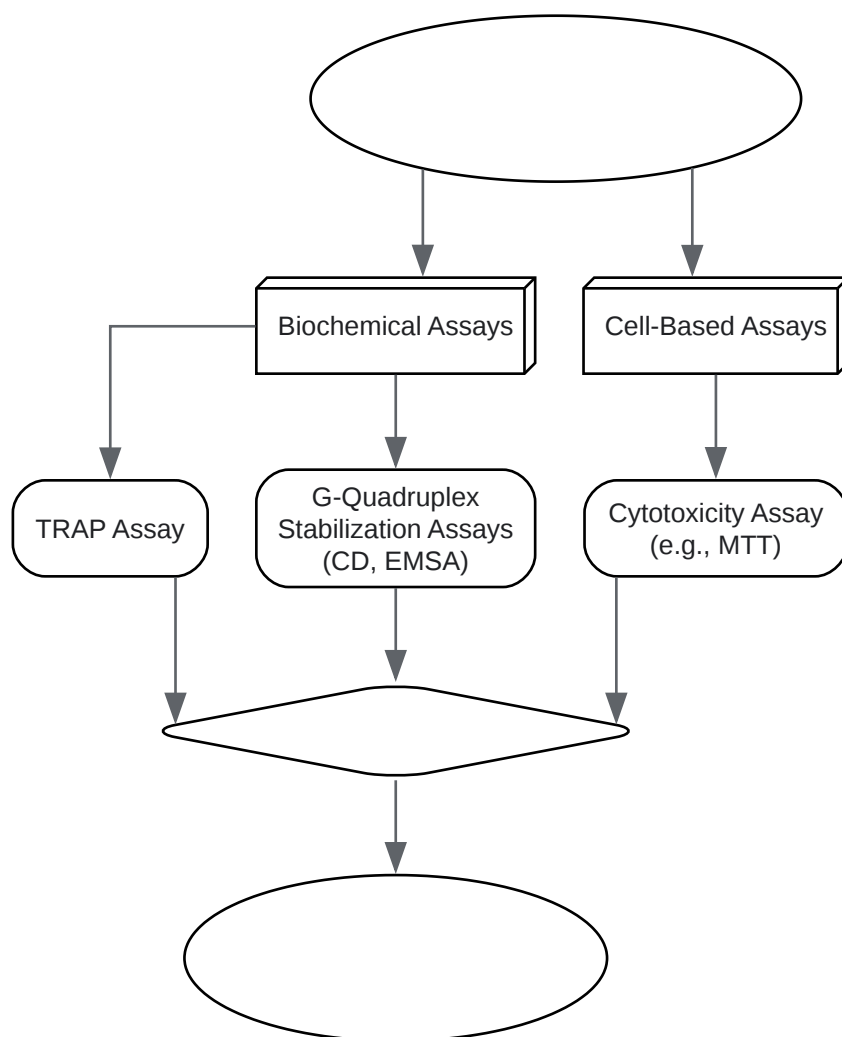 Biochemical Assays
Cell-Based Assays
TRAP Assay
G-Quadruplex
Stabilization Assays
(CD, EMSA)
Cytotoxicity Assay
(e.g., MTT)